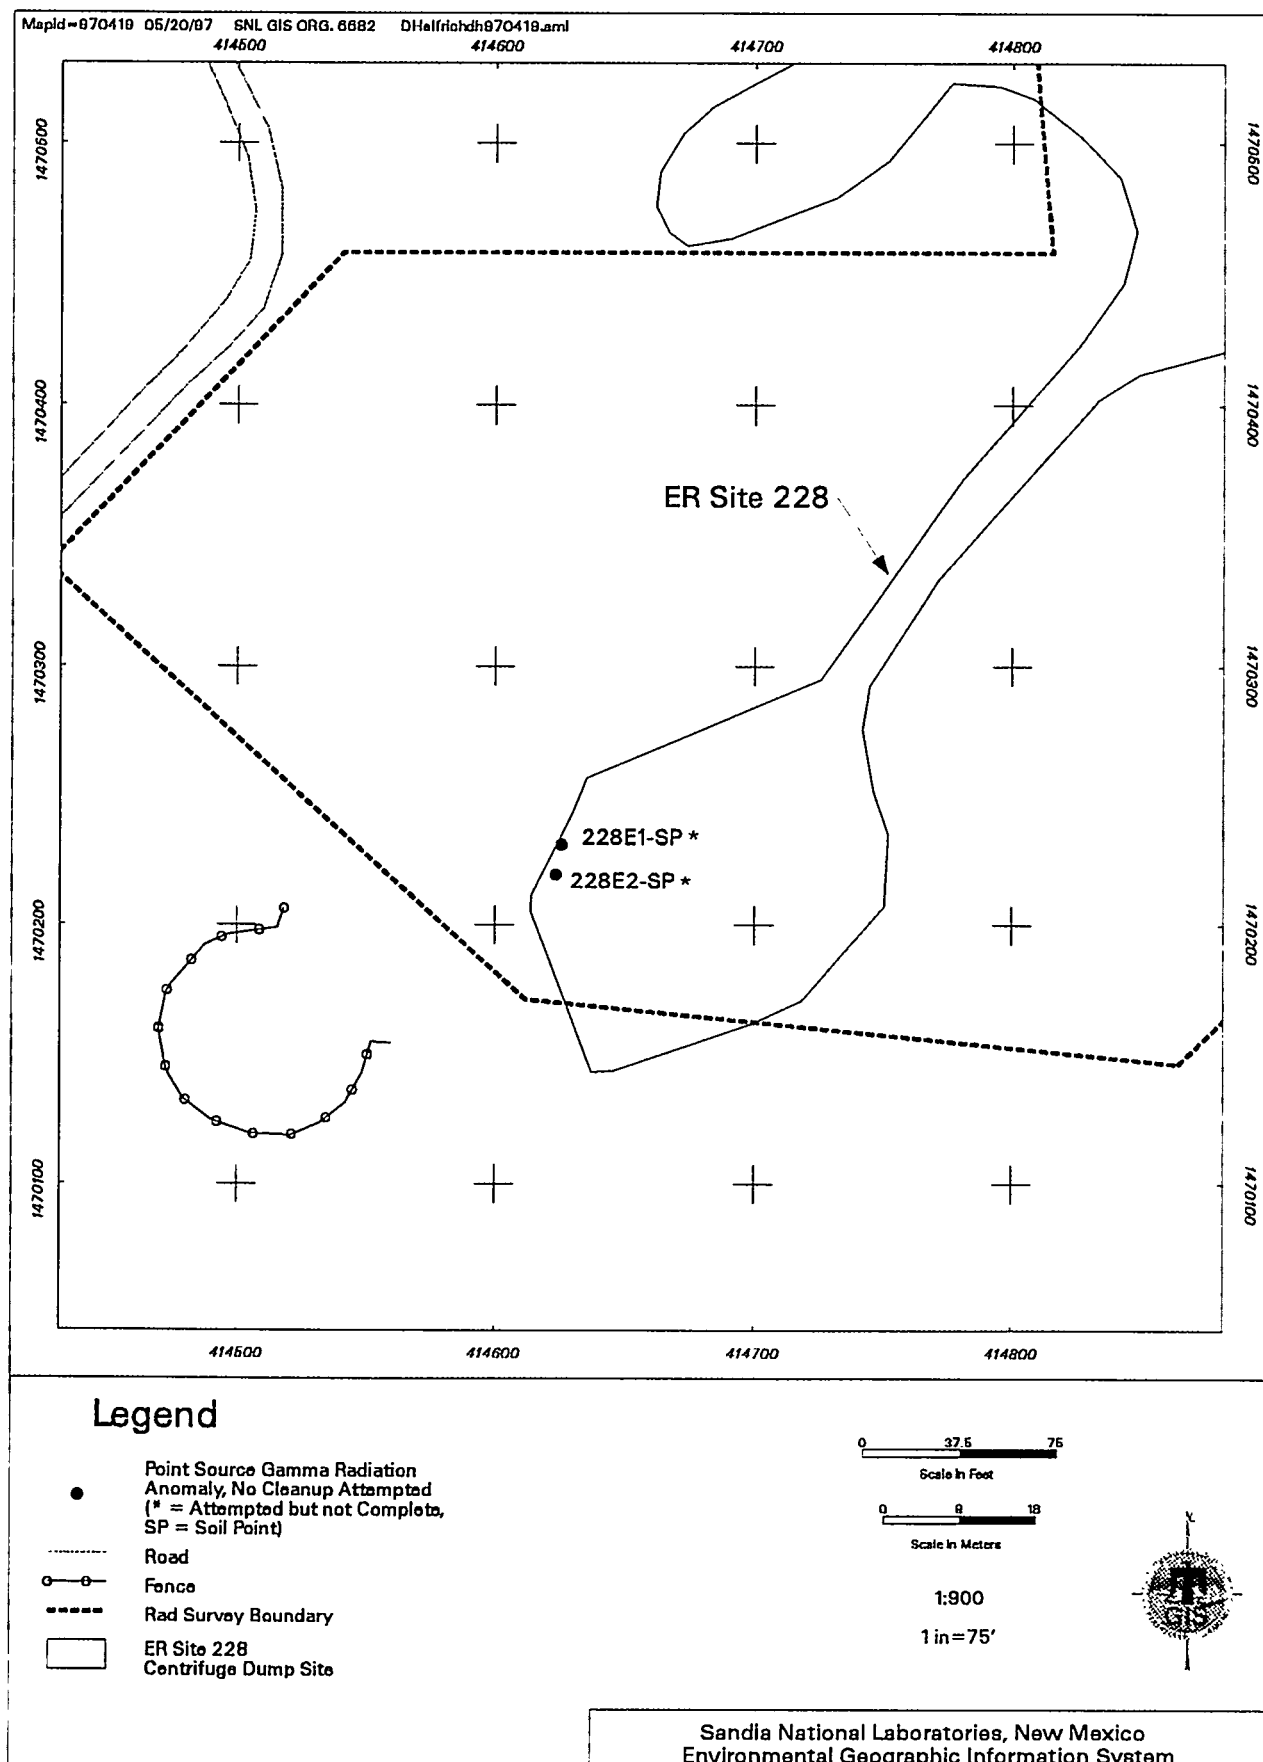 MapId=970419 05/20/97 SNL GIS ORG. 6682 DHelfrichdh970419.aml
414500 414600 414700 414800
1470500 1470500
1470400 1470400
ER Site 228
1470300 1470300
228E1-SP *
228E2-SP *
1470200 1470200
1470100 1470100
414500 414600 414700 414800
Legend
Point Source Gamma Radiation
Anomaly, No Cleanup Attempted
(* = Attempted but not Complete,
SP = Soil Point)
Road
Fence
Rad Survey Boundary
ER Site 228
Centrifuge Dump Site
0 37.5 75
Scale in Feet
0 9 18
Scale in Meters
1:900
1 in=75'
GIS
Sandia National Laboratories, New Mexico
Environmental Geographic Information System